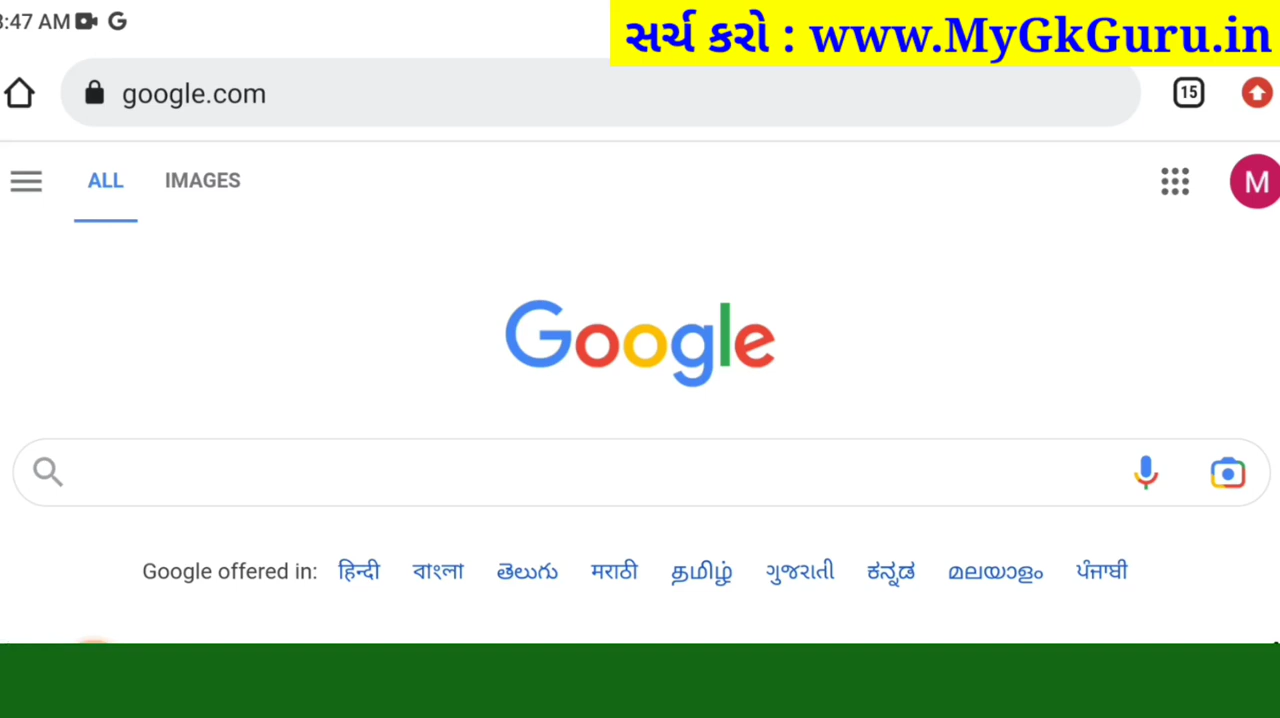 :47 AM
સર્ચ કરો : www.MyGkGuru.in
google.com
15
ALL IMAGES
M
Google
Google offered in: हिन्दी বাংলা తెలుగు मराठी தமிழ் ગુજરાતી ಕನ್ನಡ മലയാളം ਪੰਜਾਬੀ